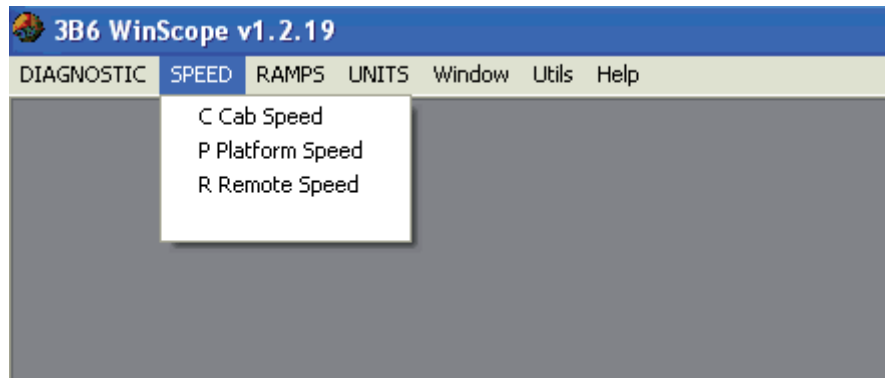 3B6 WinScope v1.2.19
DIAGNOSTIC SPEED RAMPS UNITS Window Utils Help
C Cab Speed
P Platform Speed
R Remote Speed